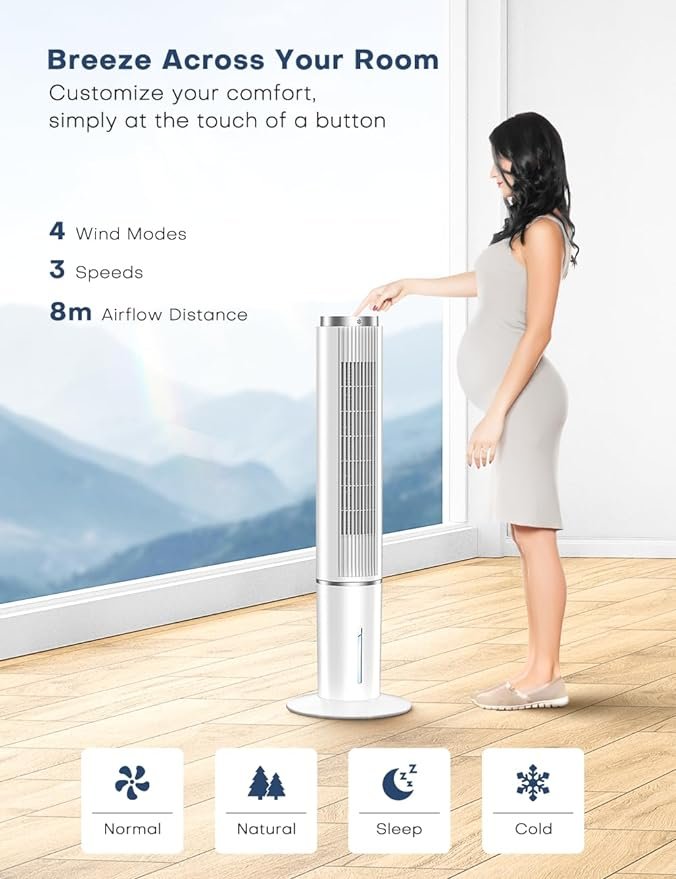 Breeze Across Your Room
Customize your comfort,
simply at the touch of a button
4 Wind Modes
3 Speeds
8m Airflow Distance
Normal
Natural
Sleep
Cold